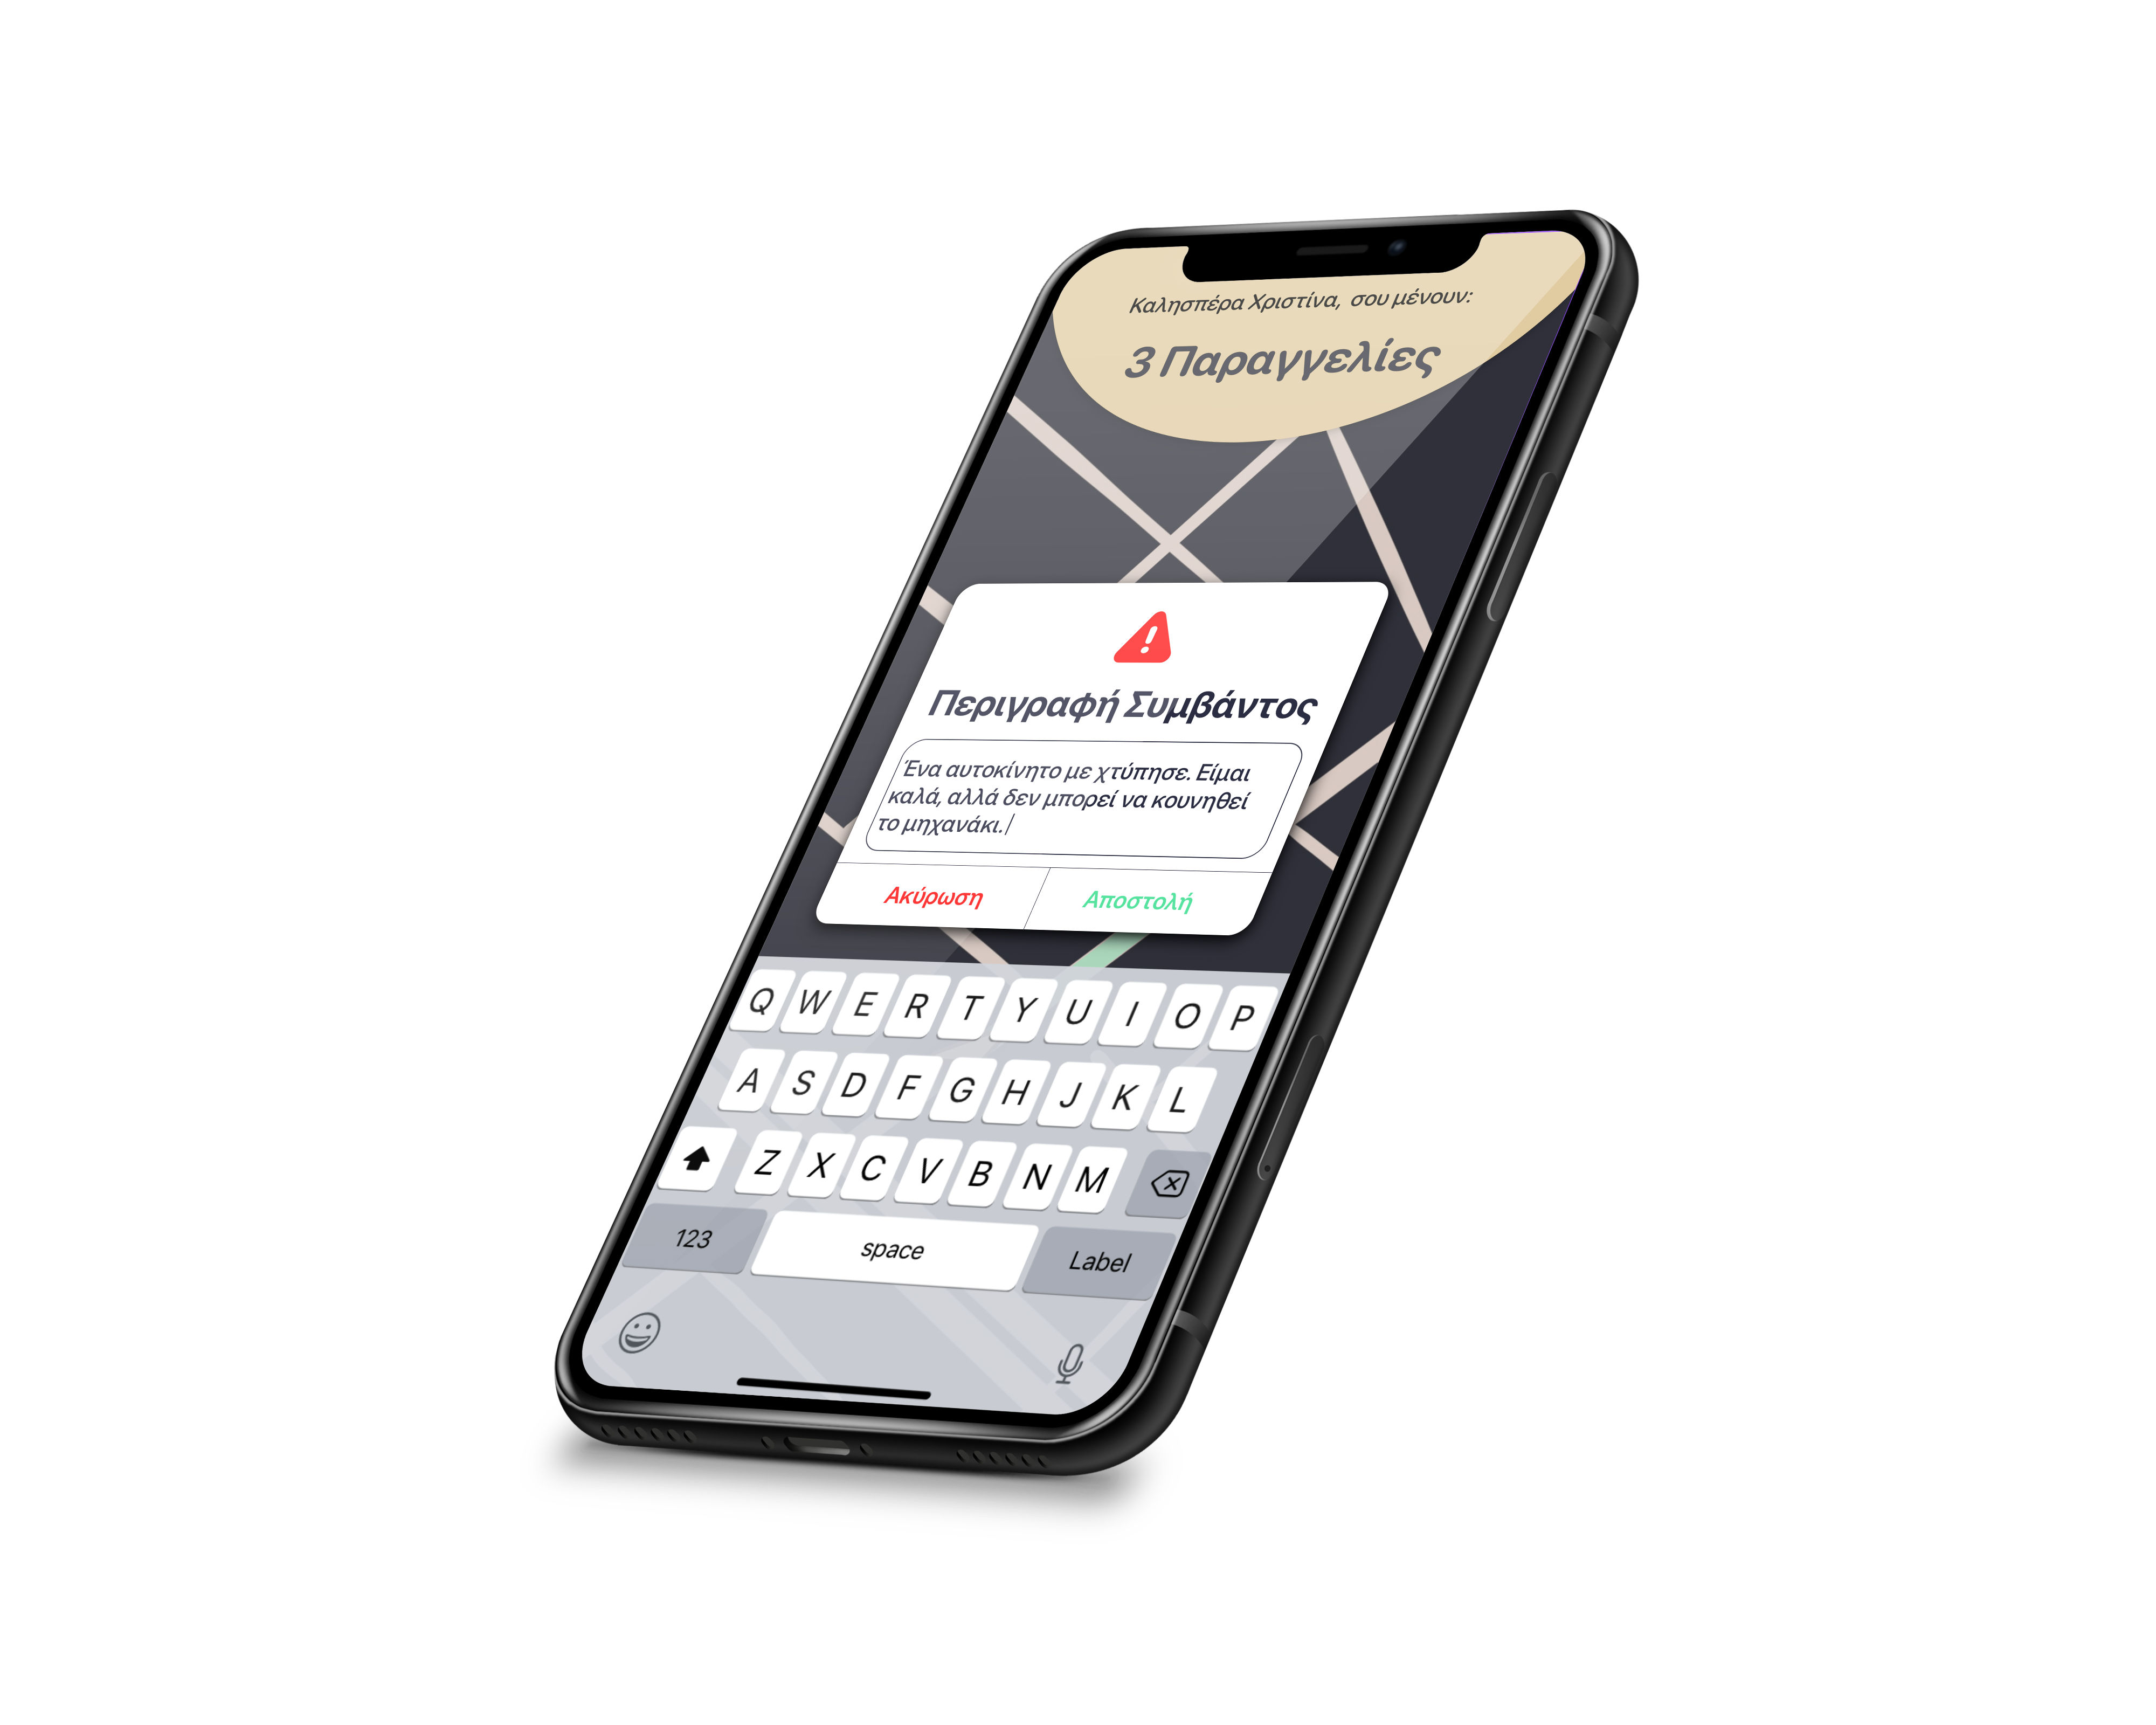 Καλησπέρα Χριστίνα, σου μένουν:
3 Παραγγελίες
Περιγραφή Συμβάντος
Ένα αυτοκίνητο με χτύπησε. Είμαι
καλά, αλλά δεν μπορεί να κουνηθεί
το μηχανάκι.
Ακύρωση Αποστολή
Q W E R T Y U I O P
A S D F G H J K L
Z X C V B N M
123 space Label